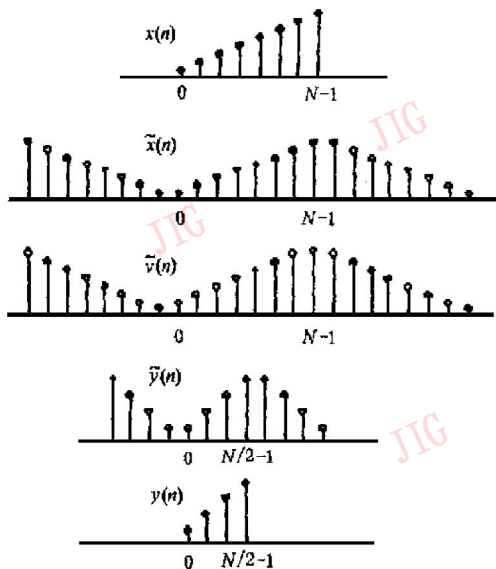 x(n)
0 N-1
x̃(n)
JIG
0 N-1
JIG
ṽ(n)
0 N-1
ỹ(n)
0 N/2-1
JIG
y(n)
0 N/2-1